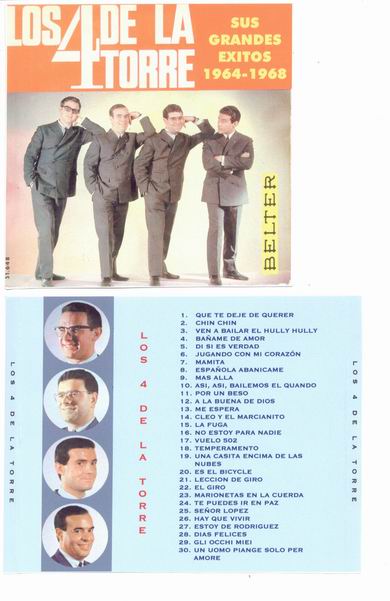 LOS 4 DE LA
TORRE
SUS
GRANDES
EXITOS
1964-1968
BELTER
51.648
LOS 4 DE LA TORRE
LOS 4 DE LA TORRE
1. QUE TE DEJE DE QUERER
2. CHIN CHIN
3. VEN A BAILAR EL HULLY HULLY
4. BAÑAME DE AMOR
5. DI SI ES VERDAD
6. JUGANDO CON MI CORAZÓN
7. MAMITA
8. ESPAÑOLA ABANICAME
9. MAS ALLA
10. ASI, ASI, BAILEMOS EL QUANDO
11. POR UN BESO
12. A LA BUENA DE DIOS
13. ME ESPERA
14. CLEO Y EL MARCIANITO
15. LA FUGA
16. NO ESTOY PARA NADIE
17. VUELO 502
18. TEMPERAMENTO
19. UNA CASITA ENCIMA DE LAS
NUBES
20. ES EL BICYCLE
21. LECCION DE GIRO
22. EL GIRO
23. MARIONETAS EN LA CUERDA
24. TE PUEDES IR EN PAZ
25. SEÑOR LOPEZ
26. HAY QUE VIVIR
27. ESTOY DE RODRIGUEZ
28. DIAS FELICES
29. GLI OCCHI MIEI
30. UN UOMO PIANGE SOLO PER
AMORE
LOS 4 DE LA TORRE